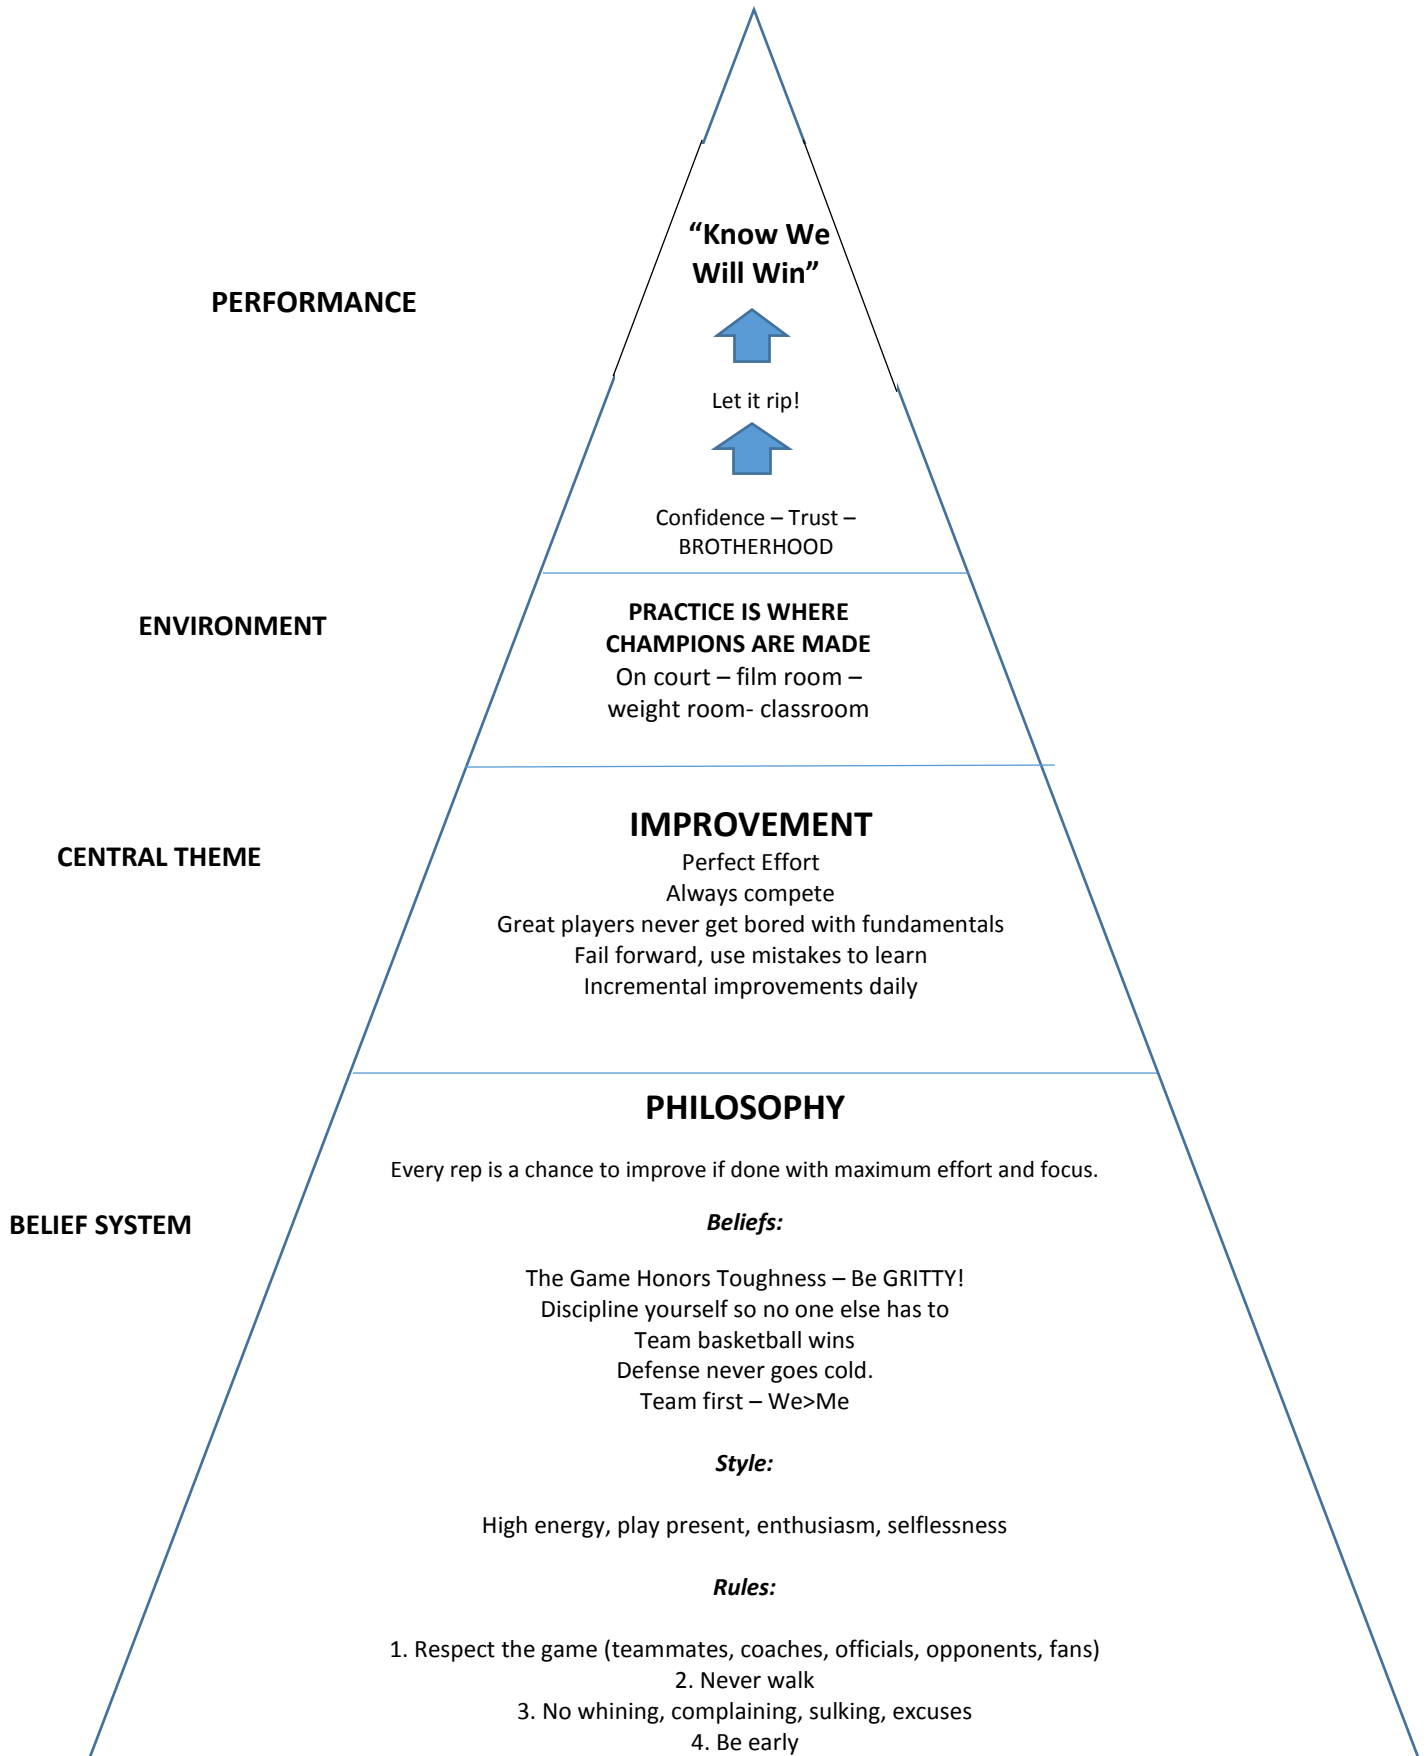 “Know We
Will Win”
PERFORMANCE
Let it rip!
Confidence – Trust –
BROTHERHOOD
ENVIRONMENT
PRACTICE IS WHERE
CHAMPIONS ARE MADE
On court – film room –
weight room- classroom
CENTRAL THEME
IMPROVEMENT
Perfect Effort
Always compete
Great players never get bored with fundamentals
Fail forward, use mistakes to learn
Incremental improvements daily
PHILOSOPHY
Every rep is a chance to improve if done with maximum effort and focus.
BELIEF SYSTEM
Beliefs:
The Game Honors Toughness – Be GRITTY!
Discipline yourself so no one else has to
Team basketball wins
Defense never goes cold.
Team first – We>Me
Style:
High energy, play present, enthusiasm, selflessness
Rules:
1. Respect the game (teammates, coaches, officials, opponents, fans)
2. Never walk
3. No whining, complaining, sulking, excuses
4. Be early